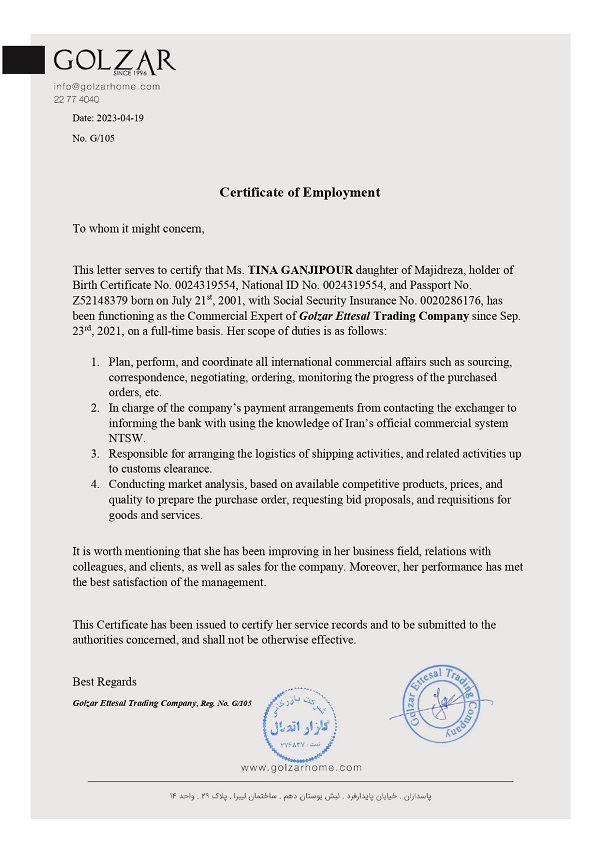 GOLZAR
SINCE 1996
info@golzarhome.com
22 77 4040
Date: 2023-04-19
No. G/105
Certificate of Employment
To whom it might concern,
This letter serves to certify that Ms. TINA GANJIPOUR daughter of Majidreza, holder of
Birth Certificate No. 0024319554, National ID No. 0024319554, and Passport No.
Z52148379 born on July 21st, 2001, with Social Security Insurance No. 0020286176, has
been functioning as the Commercial Expert of Golzar Ettesal Trading Company since Sep.
23rd, 2021, on a full-time basis. Her scope of duties is as follows:
1. Plan, perform, and coordinate all international commercial affairs such as sourcing,
correspondence, negotiating, ordering, monitoring the progress of the purchased
orders, etc.
2. In charge of the company’s payment arrangements from contacting the exchanger to
informing the bank with using the knowledge of Iran’s official commercial system
NTSW.
3. Responsible for arranging the logistics of shipping activities, and related activities up
to customs clearance.
4. Conducting market analysis, based on available competitive products, prices, and
quality to prepare the purchase order, requesting bid proposals, and requisitions for
goods and services.
It is worth mentioning that she has been improving in her business field, relations with
colleagues, and clients, as well as sales for the company. Moreover, her performance has met
the best satisfaction of the management.
This Certificate has been issued to certify her service records and to be submitted to the
authorities concerned, and shall not be otherwise effective.
Best Regards
Golzar Ettesal Trading Company, Reg. No. G/105
شرکت بازرگانی
گلزار اتصال
ثبت: ۲۷۶۸۳۷
Golzar Ettesal Trading Company
www.golzarhome.com
پاسداران . خیابان پایدارفرد . نبش بوستان دهم . ساختمان لیبرا . پلاک ۲۹ . واحد ۱۴